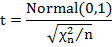 t = Normal(0,1) / √(χ²ₙ/n)